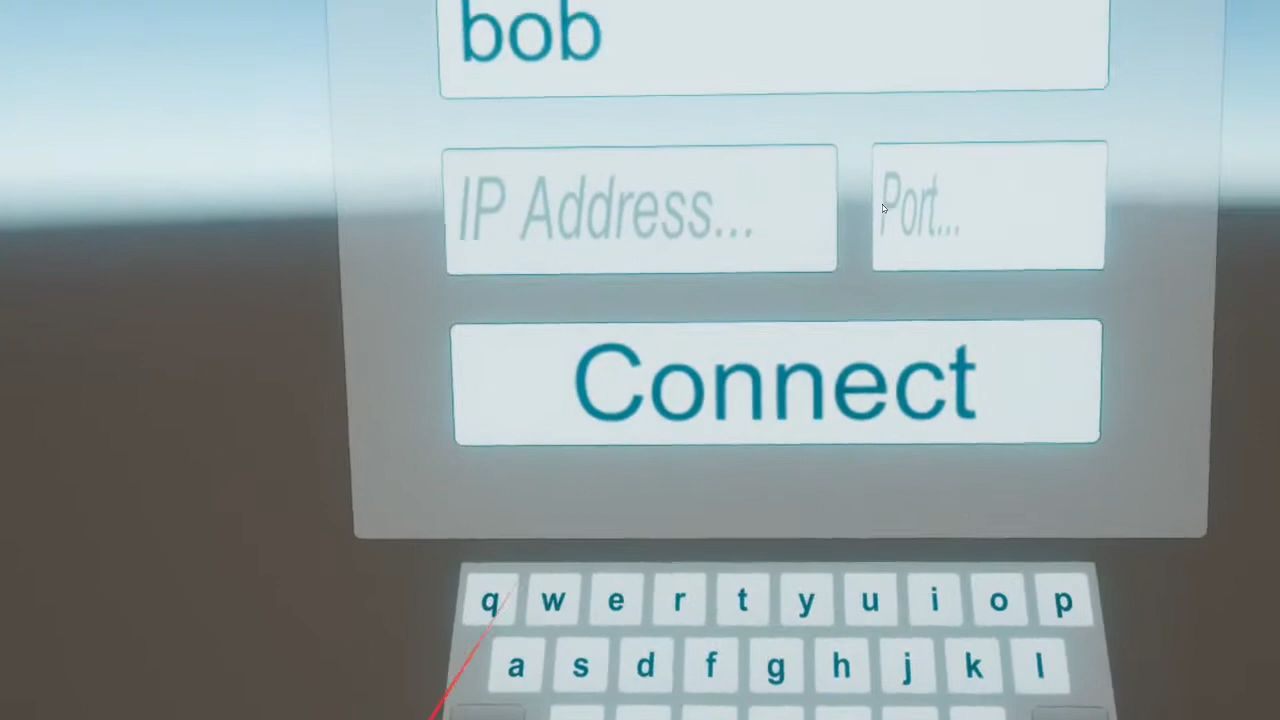 bob
IP Address... Port...
Connect
q w e r t y u i o p
a s d f g h j k l